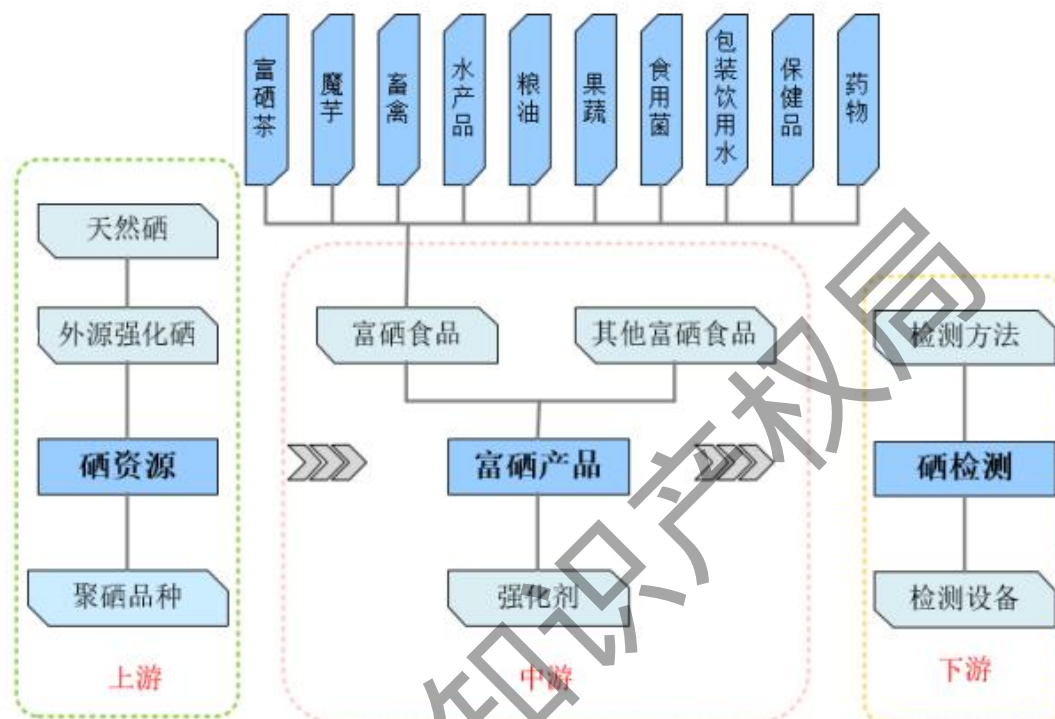 富硒茶
魔芋
畜禽
水产品
粮油
果蔬
食用菌
包装饮用水
保健品
药物
天然硒
外源强化硒
硒资源
聚硒品种
上游
富硒食品
其他富硒食品
富硒产品
强化剂
中游
检测方法
硒检测
检测设备
下游
知识产权局